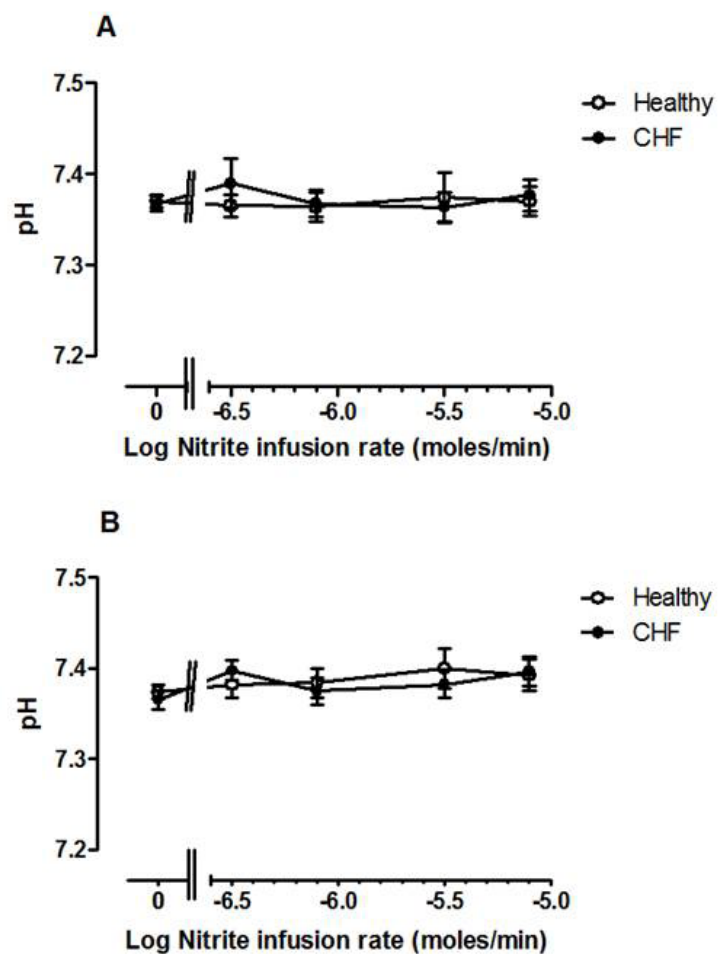 A
7.5
7.4
7.3
7.2
pH
Healthy
CHF
0 -6.5 -6.0 -5.5 -5.0
Log Nitrite infusion rate (moles/min)
B
7.5
7.4
7.3
7.2
pH
Healthy
CHF
0 -6.5 -6.0 -5.5 -5.0
Log Nitrite infusion rate (moles/min)